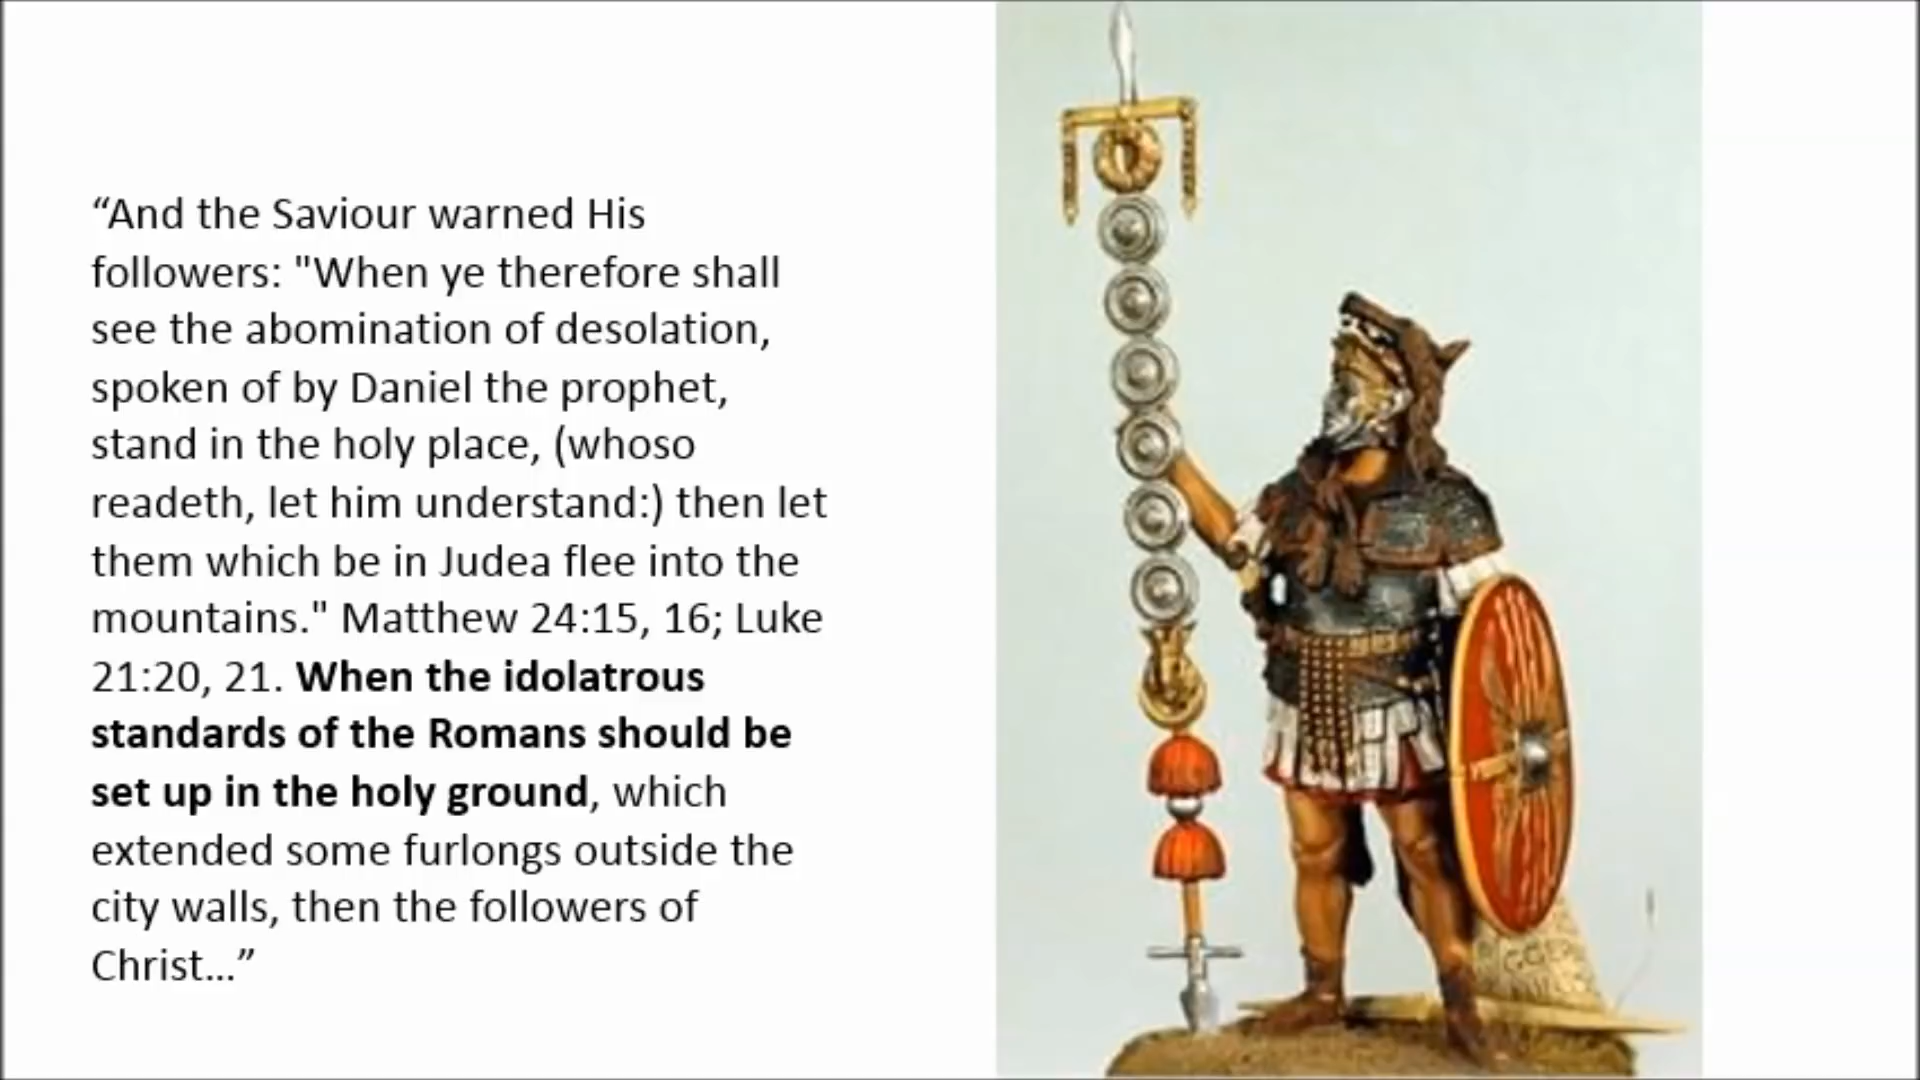 “And the Saviour warned His
followers: "When ye therefore shall
see the abomination of desolation,
spoken of by Daniel the prophet,
stand in the holy place, (whoso
readeth, let him understand:) then let
them which be in Judea flee into the
mountains." Matthew 24:15, 16; Luke
21:20, 21. When the idolatrous
standards of the Romans should be
set up in the holy ground, which
extended some furlongs outside the
city walls, then the followers of
Christ...”